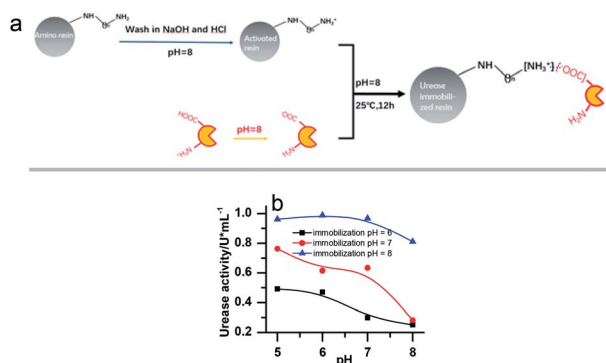 a
Amino resin
NH
NH₂
Wash in NaOH and HCl
pH=8
Activated resin
NH
NH₃⁺
HOOC
⁺H₃N
pH=8
⁻OOC
H₂N
pH=8
25℃,12h
Urease
immobili-
zed resin
NH
[NH₃⁺]
[⁻OOC]
H₂N
b
Urease activity/U*mL⁻¹
1.0
0.8
0.6
0.4
0.2
immobilization pH = 6
immobilization pH = 7
immobilization pH = 8
5 6 7 8
pH